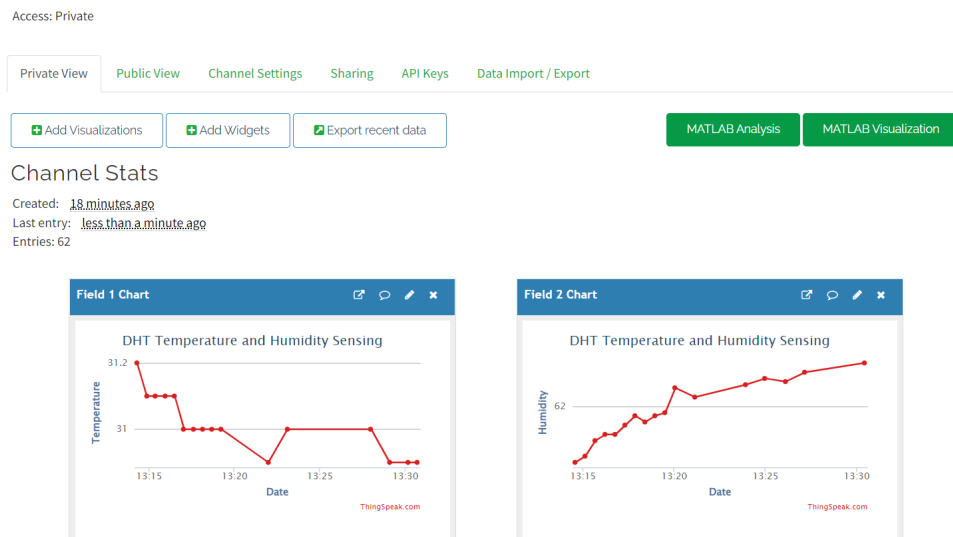 Access: Private
Private View Public View Channel Settings Sharing API Keys Data Import / Export
Add Visualizations Add Widgets Export recent data MATLAB Analysis MATLAB Visualization
Channel Stats
Created: 18 minutes ago
Last entry: less than a minute ago
Entries: 62
Field 1 Chart
DHT Temperature and Humidity Sensing
Temperature
31.2
31
13:15 13:20 13:25 13:30
Date
ThingSpeak.com
Field 2 Chart
DHT Temperature and Humidity Sensing
Humidity
62
13:15 13:20 13:25 13:30
Date
ThingSpeak.com